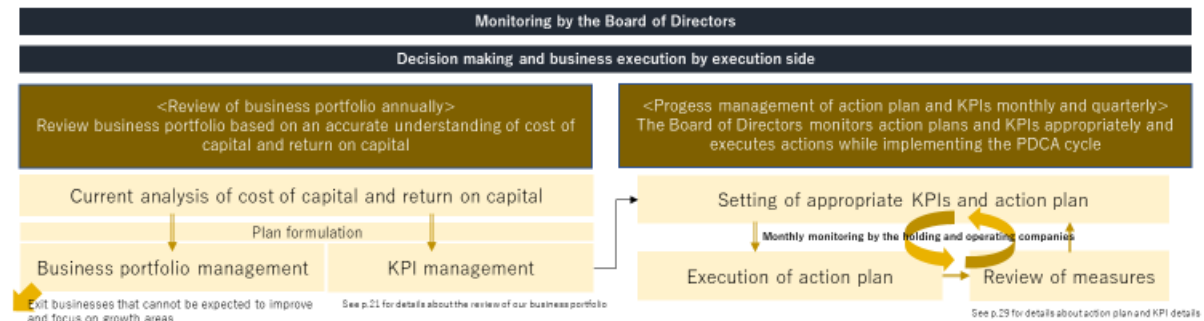 Monitoring by the Board of Directors
Decision making and business execution by execution side
<Review of business portfolio annually>
Review business portfolio based on an accurate understanding of cost of
capital and return on capital
Current analysis of cost of capital and return on capital
Plan formulation
Business portfolio management
KPI management
Exit businesses that cannot be expected to improve
and focus on growth areas
See p.21 for details about the review of our business portfolio
<Progess management of action plan and KPIs monthly and quarterly>
The Board of Directors monitors action plans and KPIs appropriately and
executes actions while implementing the PDCA cycle
Setting of appropriate KPIs and action plan
Monthly monitoring by the holding and operating companies
Execution of action plan
Review of measures
See p.29 for details about action plan and KPI details